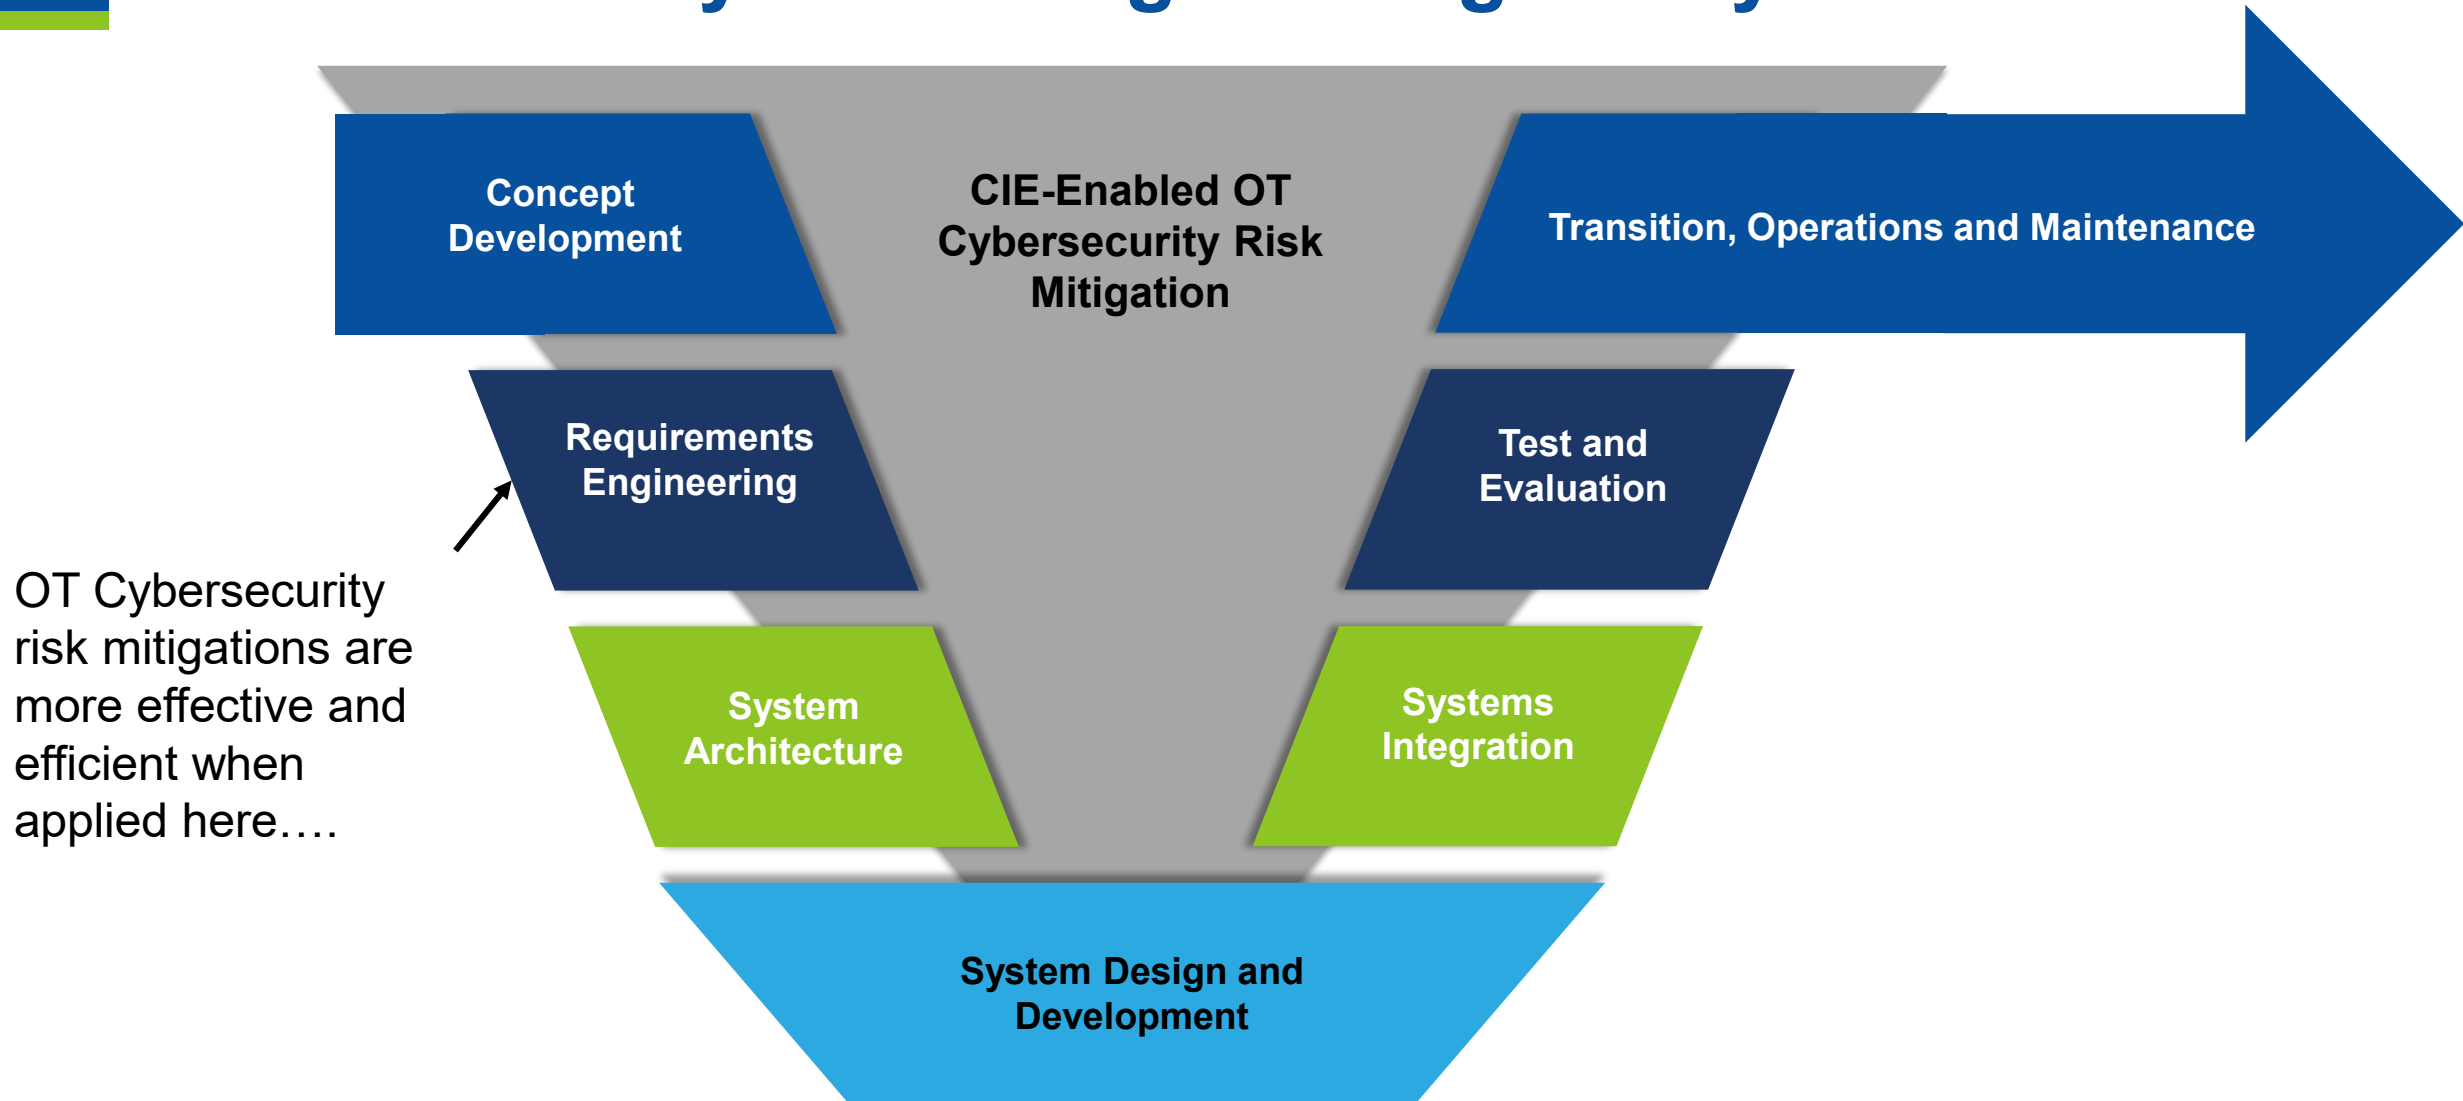 Concept
Development
CIE-Enabled OT
Cybersecurity Risk
Mitigation
Transition, Operations and Maintenance
Requirements
Engineering
Test and
Evaluation
OT Cybersecurity
risk mitigations are
more effective and
efficient when
applied here….
System
Architecture
Systems
Integration
System Design and
Development